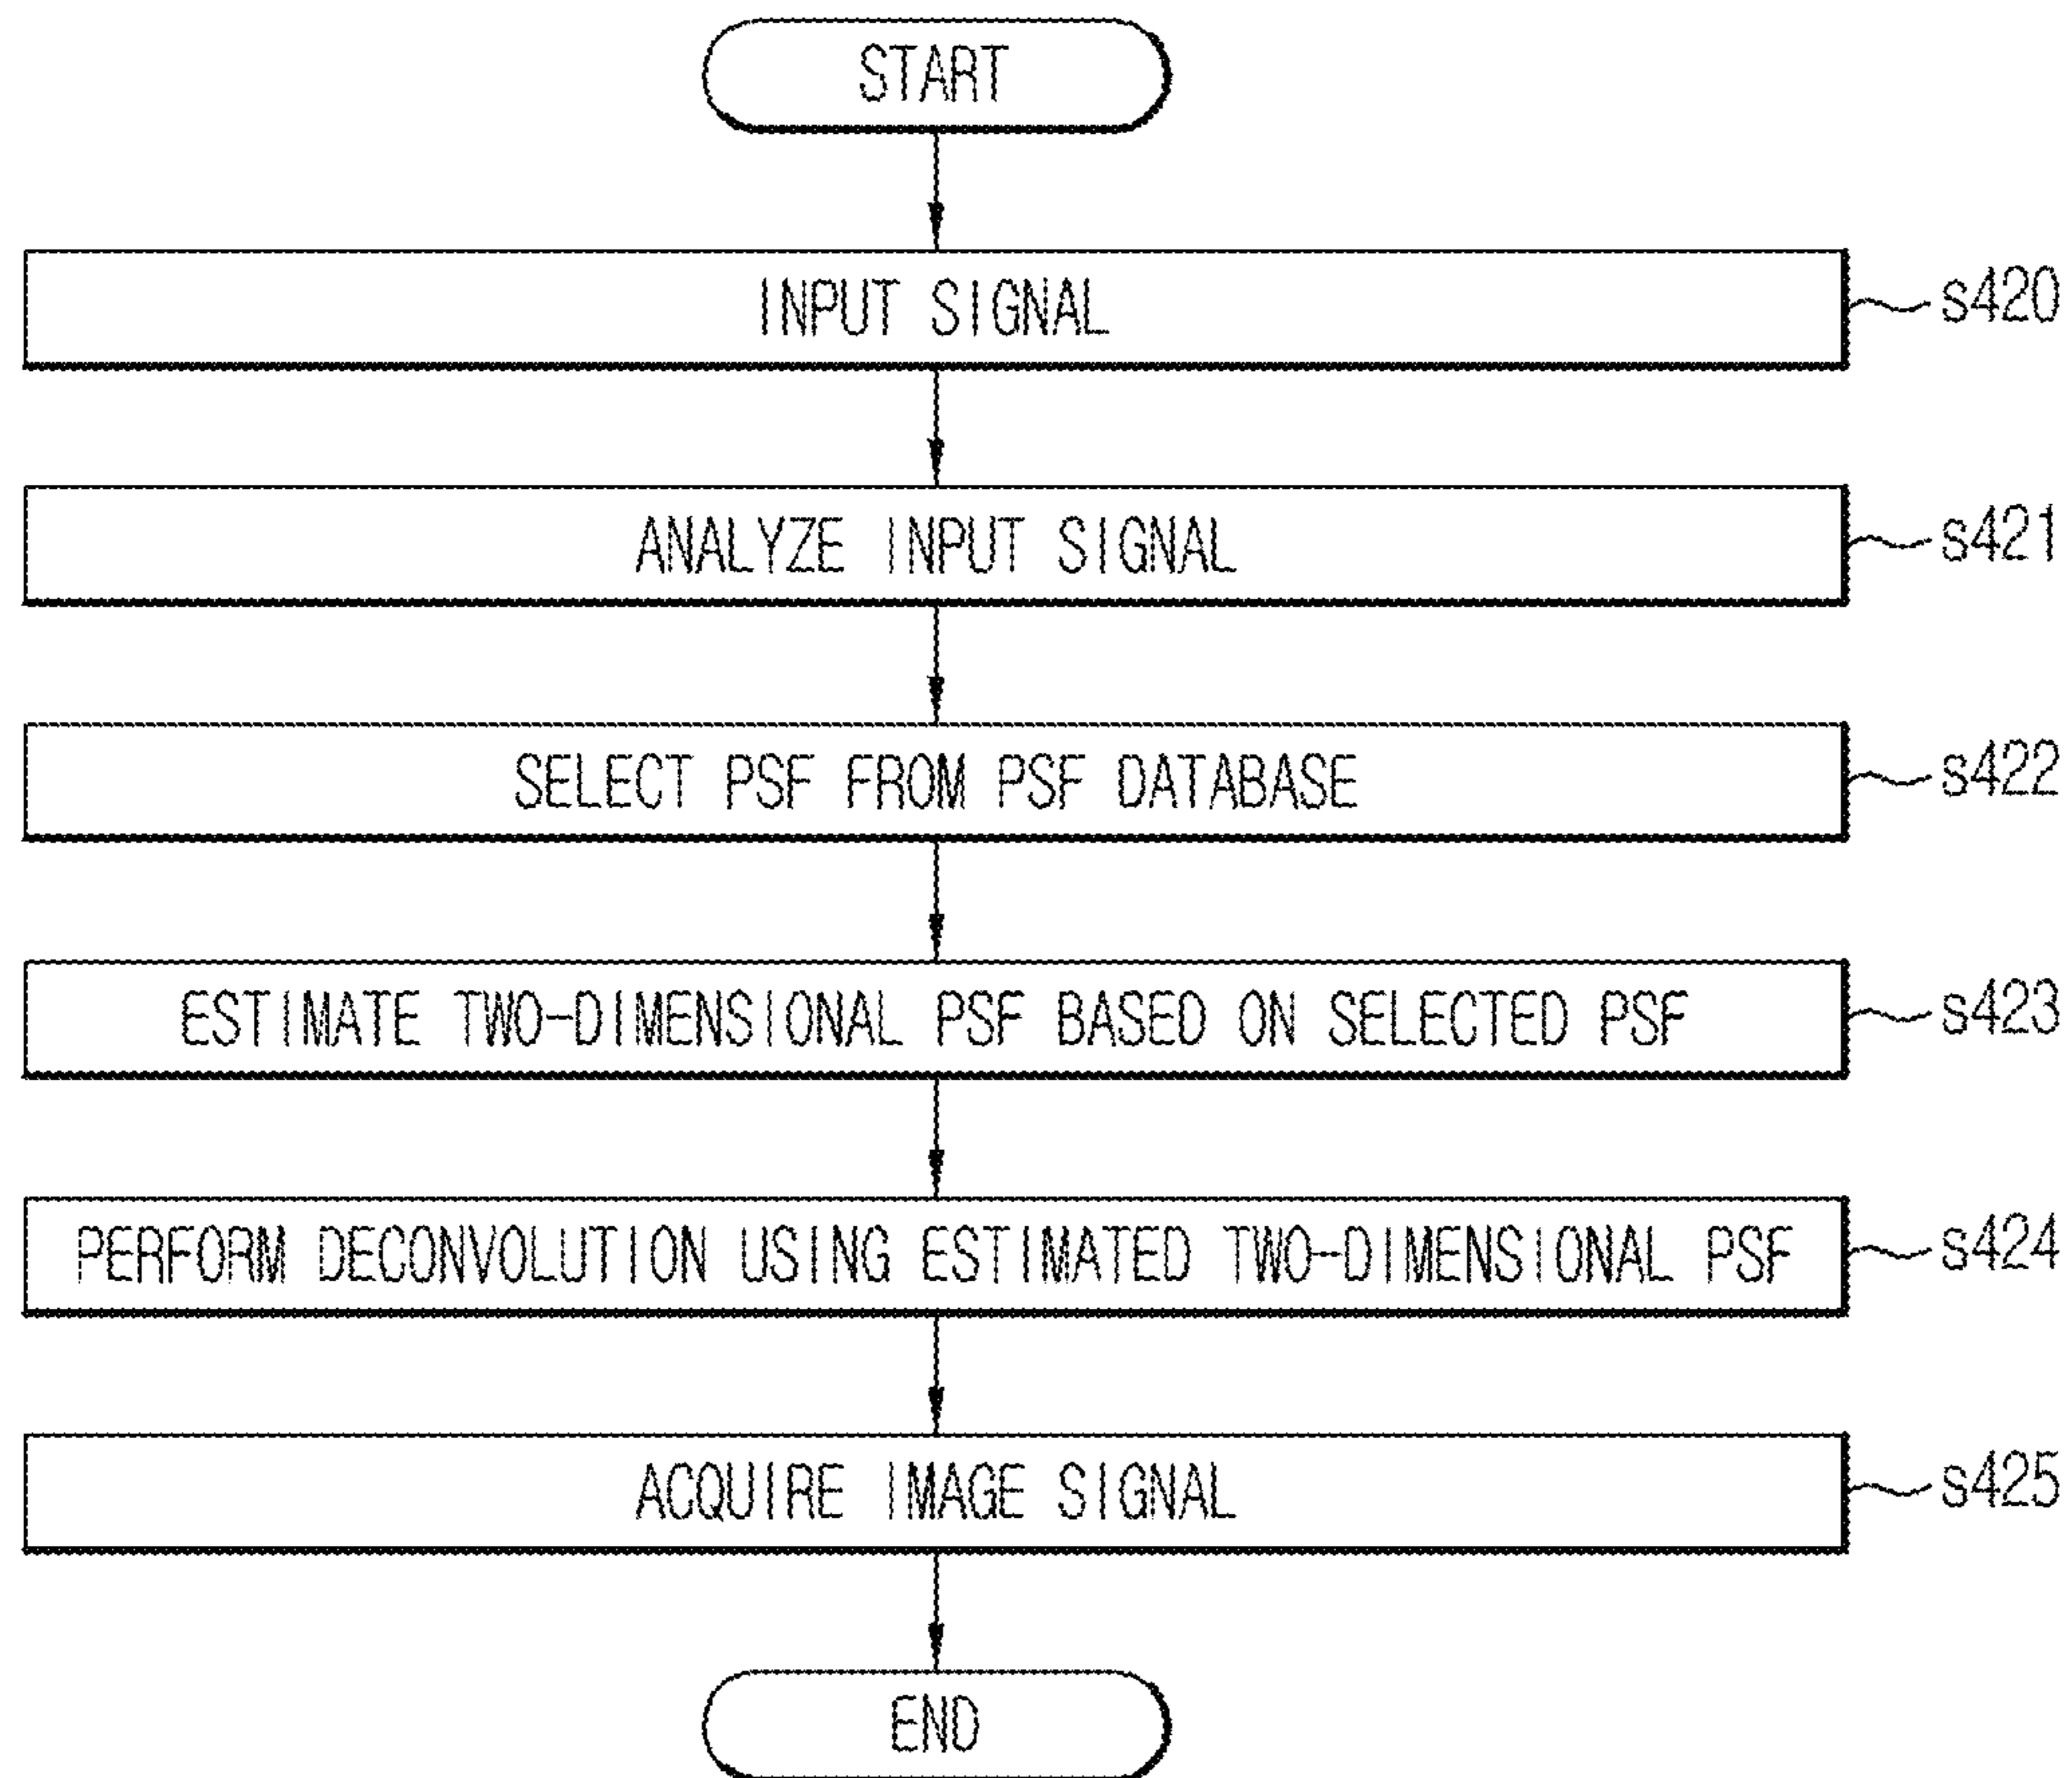 START
INPUT SIGNAL
s420
ANALYZE INPUT SIGNAL
s421
SELECT PSF FROM PSF DATABASE
s422
ESTIMATE TWO-DIMENSIONAL PSF BASED ON SELECTED PSF
s423
PERFORM DECONVOLUTION USING ESTIMATED TWO-DIMENSIONAL PSF
s424
ACQUIRE IMAGE SIGNAL
s425
END